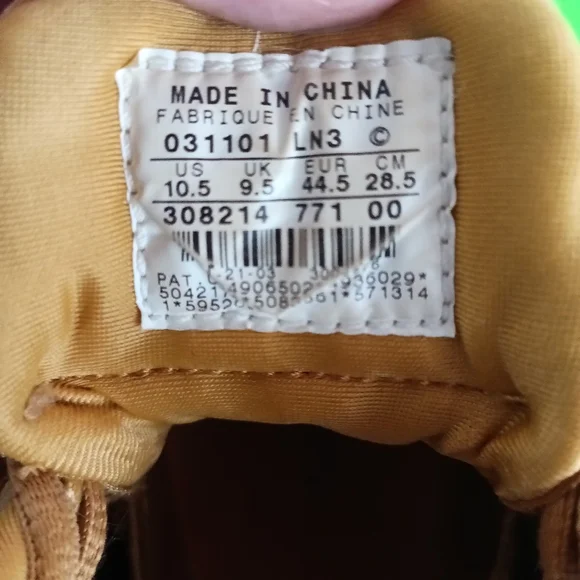 MADE IN CHINA
FABRIQUE EN CHINE
031101 LN3 ©
US UK EUR CM
10.5 9.5 44.5 28.5
308214 771 00
PAT.